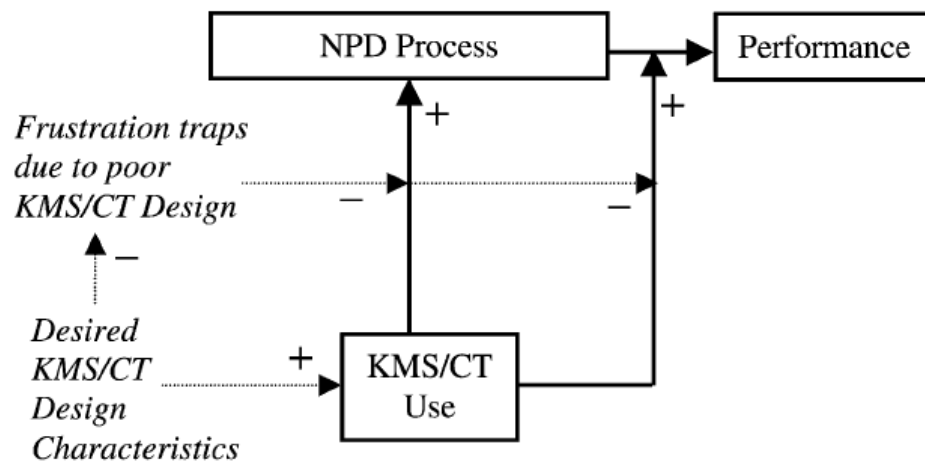 NPD Process
Performance
+
+
Frustration traps
due to poor
KMS/CT Design
–
–
–
Desired
KMS/CT
Design
Characteristics
+
KMS/CT
Use